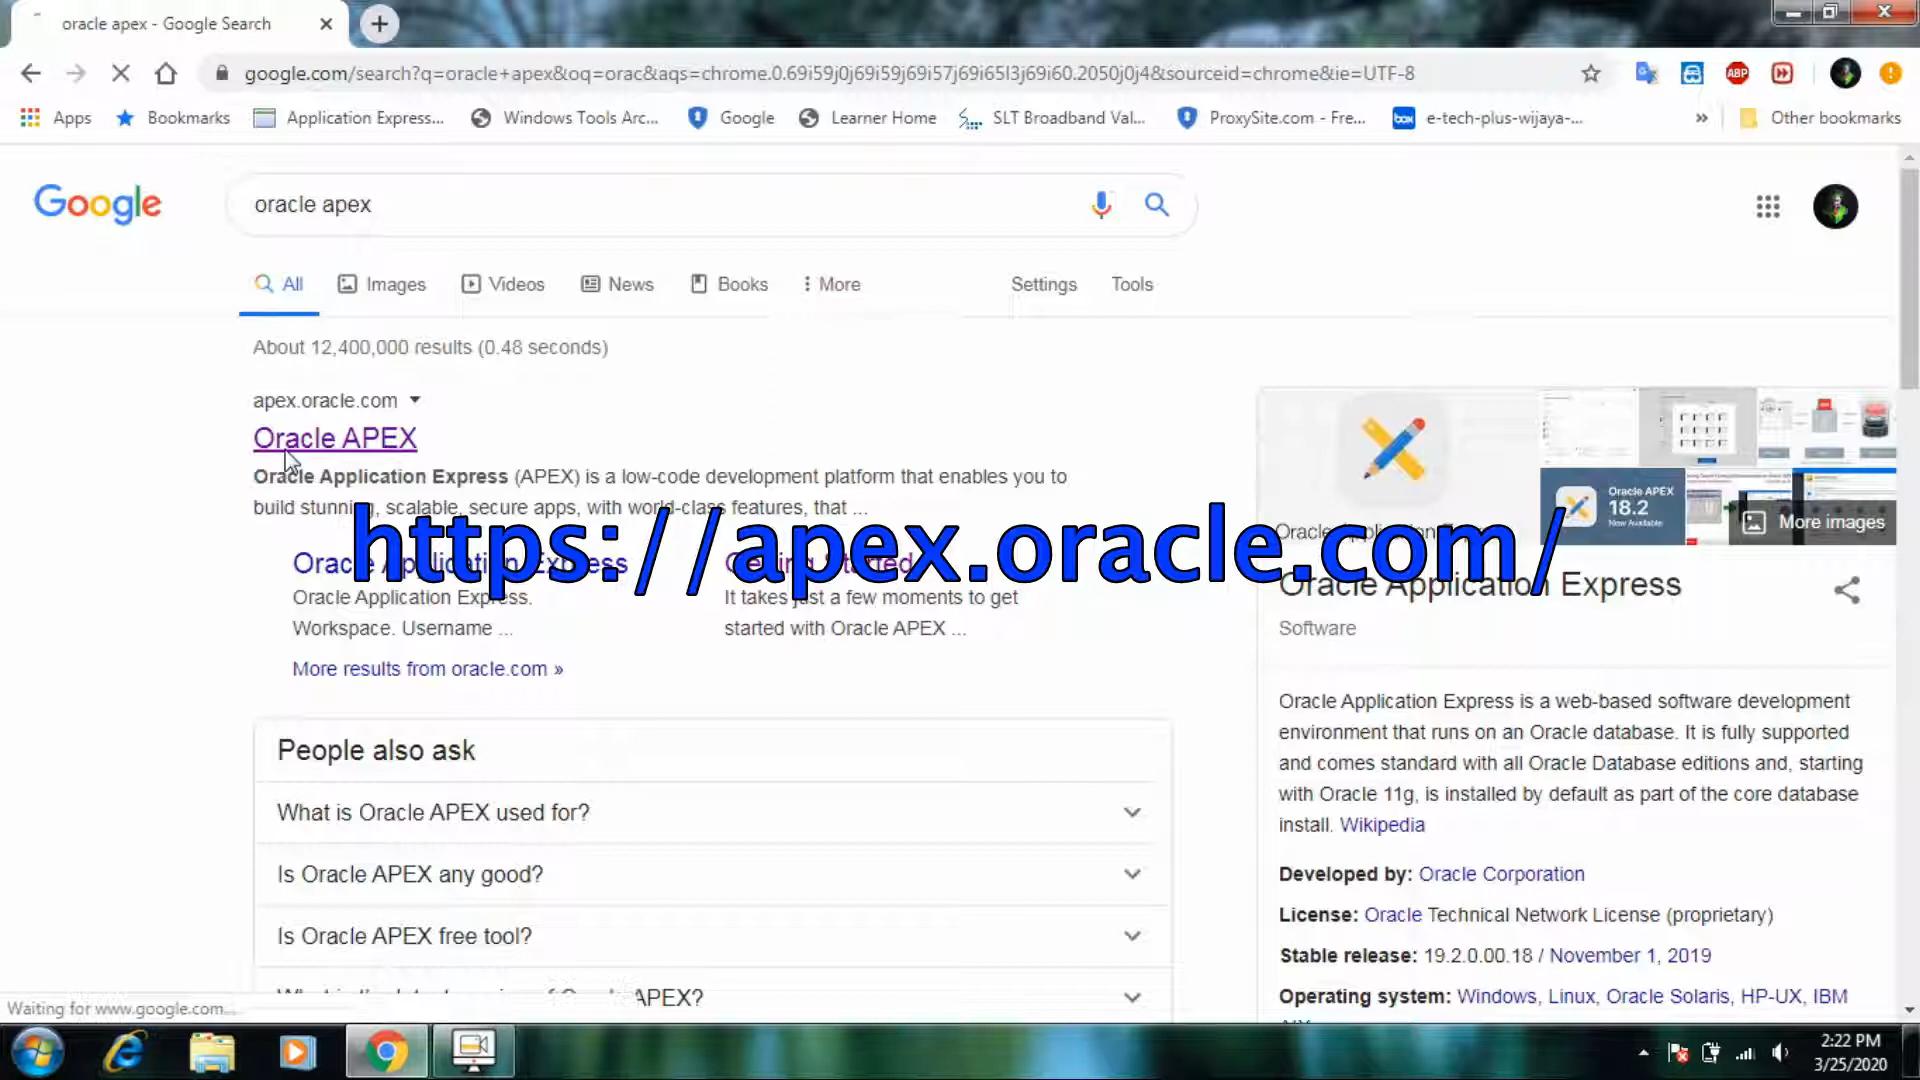 oracle apex - Google Search
google.com/search?q=oracle+apex&oq=orac&aqs=chrome.0.69i59j0j69i59j69i57j69i65l3j69i60.2050j0j4&sourceid=chrome&ie=UTF-8
ABP
Apps
Bookmarks
Application Express...
Windows Tools Arc...
Google
Learner Home
SLT Broadband Val...
ProxySite.com - Fre...
box
e-tech-plus-wijaya-...
»
Other bookmarks
Google
oracle apex
All
Images
Videos
News
Books
More
Settings
Tools
About 12,400,000 results (0.48 seconds)
apex.oracle.com
Oracle APEX
Oracle Application Express (APEX) is a low-code development platform that enables you to
build stunning, scalable, secure apps, with world-class features, that ...
https://apex.oracle.com/
Oracle Application Express
Oracle Application Express.
Workspace. Username ...
Getting Started
It takes just a few moments to get
started with Oracle APEX ...
More results from oracle.com »
People also ask
What is Oracle APEX used for?
Is Oracle APEX any good?
Is Oracle APEX free tool?
APEX?
Oracle APEX
18.2
Now Available
More images
Oracle Application Express
Software
Oracle Application Express is a web-based software development
environment that runs on an Oracle database. It is fully supported
and comes standard with all Oracle Database editions and, starting
with Oracle 11g, is installed by default as part of the core database
install. Wikipedia
Developed by: Oracle Corporation
License: Oracle Technical Network License (proprietary)
Stable release: 19.2.0.00.18 / November 1, 2019
Operating system: Windows, Linux, Oracle Solaris, HP-UX, IBM
Waiting for www.google.com...
2:22 PM
3/25/2020